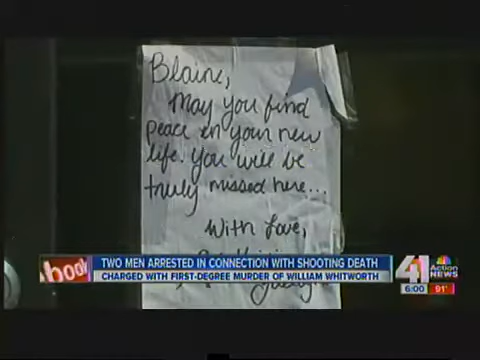 Blaine,
May you find
peace in your new
life. You will be
truly missed here...
With Love,
book
TWO MEN ARRESTED IN CONNECTION WITH SHOOTING DEATH
CHARGED WITH FIRST-DEGREE MURDER OF WILLIAM WHITWORTH
41 Action
NEWS
6:00 91°